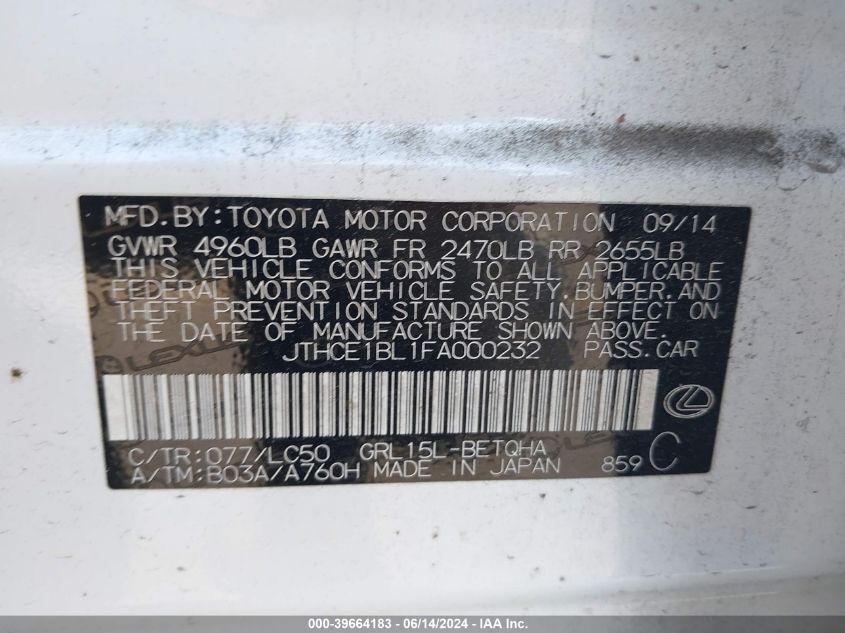 MFD. BY: TOYOTA MOTOR CORPORATION 09/14
GVWR 4960LB GAWR FR 2470LB RR 2655LB
THIS VEHICLE CONFORMS TO ALL APPLICABLE
FEDERAL MOTOR VEHICLE SAFETY, BUMPER, AND
THEFT PREVENTION STANDARDS IN EFFECT ON
THE DATE OF MANUFACTURE SHOWN ABOVE.
JTHCE1BL1FA000232 PASS. CAR
C/TR: 077/LC50 GRL15L-BETQHA
A/TM: B03A/A760H MADE IN JAPAN 859 C
000-39664183 - 06/14/2024 - IAA Inc.